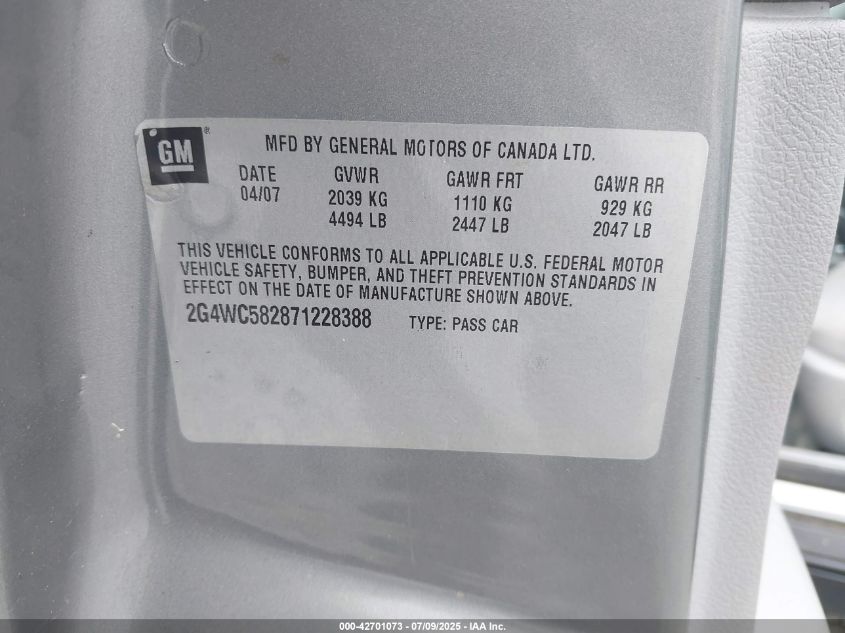 GM®
MFD BY GENERAL MOTORS OF CANADA LTD.
DATE GVWR GAWR FRT GAWR RR
04/07 2039 KG 1110 KG 929 KG
4494 LB 2447 LB 2047 LB
THIS VEHICLE CONFORMS TO ALL APPLICABLE U.S. FEDERAL MOTOR
VEHICLE SAFETY, BUMPER, AND THEFT PREVENTION STANDARDS IN
EFFECT ON THE DATE OF MANUFACTURE SHOWN ABOVE.
2G4WC582871228388 TYPE: PASS CAR
000-42701073 - 07/09/2025 - IAA Inc.